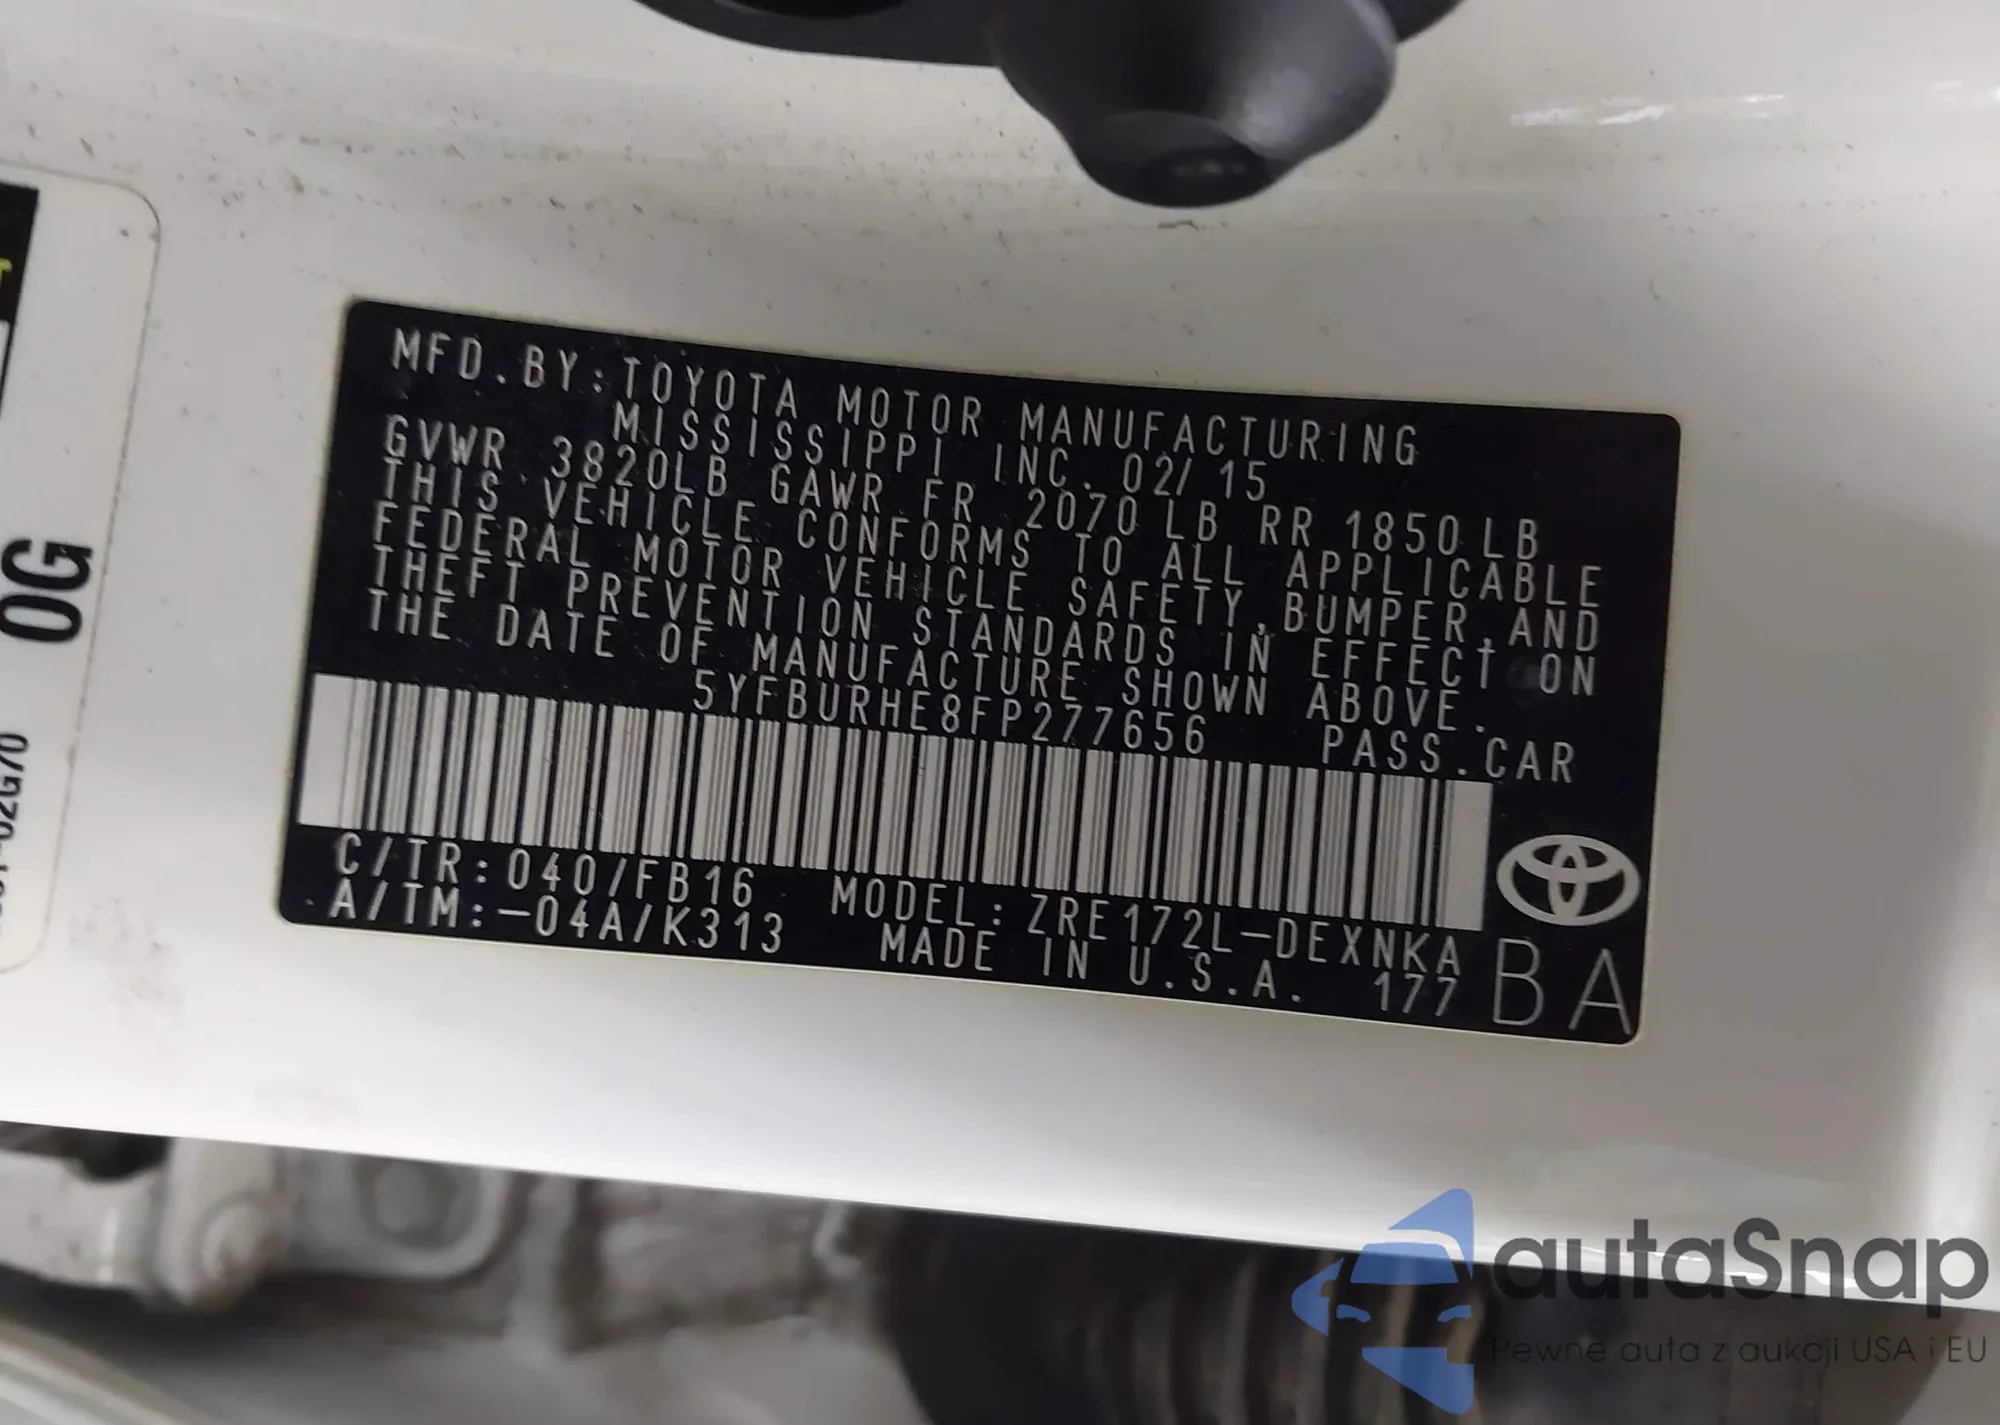 MFD.BY:TOYOTA MOTOR MANUFACTURING
MISSISSIPPI INC. 02/15
GVWR 3820LB GAWR FR 2070LB RR 1850LB
THIS VEHICLE CONFORMS TO ALL APPLICABLE
FEDERAL MOTOR VEHICLE SAFETY,BUMPER,AND
THEFT PREVENTION STANDARDS IN EFFECT ON
THE DATE OF MANUFACTURE SHOWN ABOVE.
5YFBURHE8FP277656 PASS.CAR
C/TR:040/FB16 MODEL:ZRE172L-DEXNKA
A/TM:-04A/K313 MADE IN U.S.A. 177
BA
0G
02G70
autaSnap
Pewne auta z aukcji USA i EU